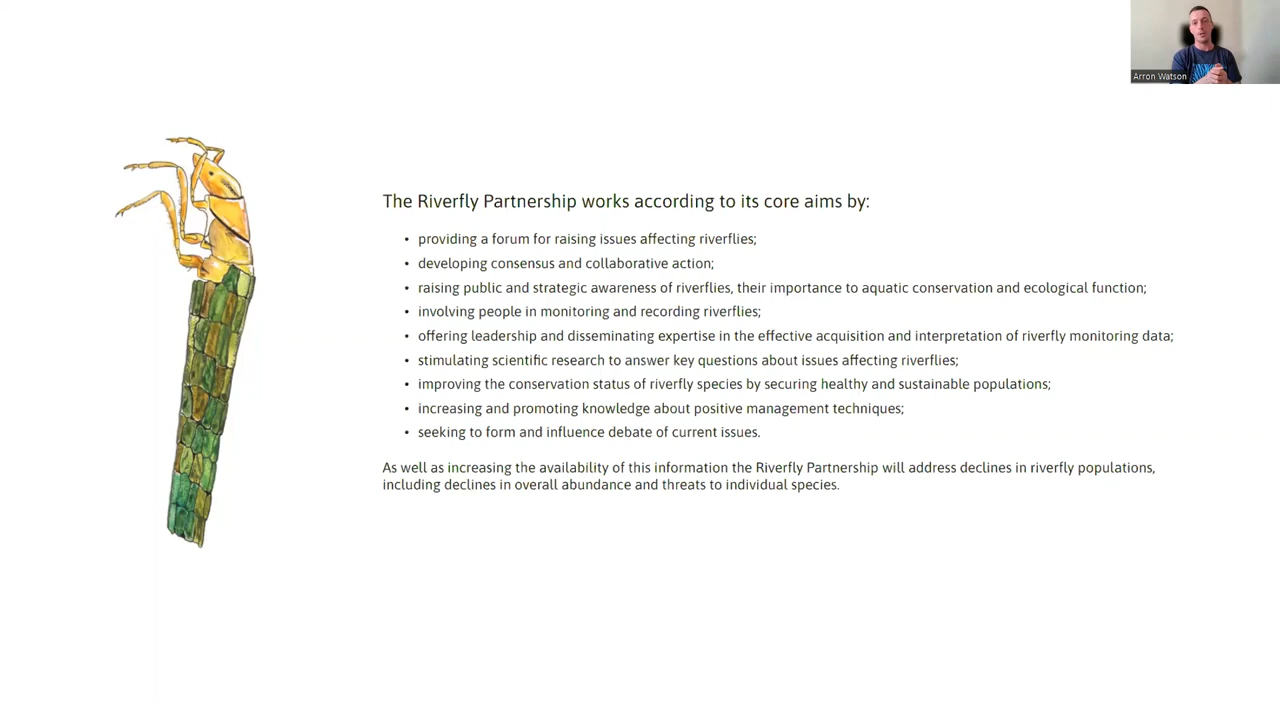 Arron Watson
The Riverfly Partnership works according to its core aims by:
• providing a forum for raising issues affecting riverflies;
• developing consensus and collaborative action;
• raising public and strategic awareness of riverflies, their importance to aquatic conservation and ecological function;
• involving people in monitoring and recording riverflies;
• offering leadership and disseminating expertise in the effective acquisition and interpretation of riverfly monitoring data;
• stimulating scientific research to answer key questions about issues affecting riverflies;
• improving the conservation status of riverfly species by securing healthy and sustainable populations;
• increasing and promoting knowledge about positive management techniques;
• seeking to form and influence debate of current issues.
As well as increasing the availability of this information the Riverfly Partnership will address declines in riverfly populations,
including declines in overall abundance and threats to individual species.